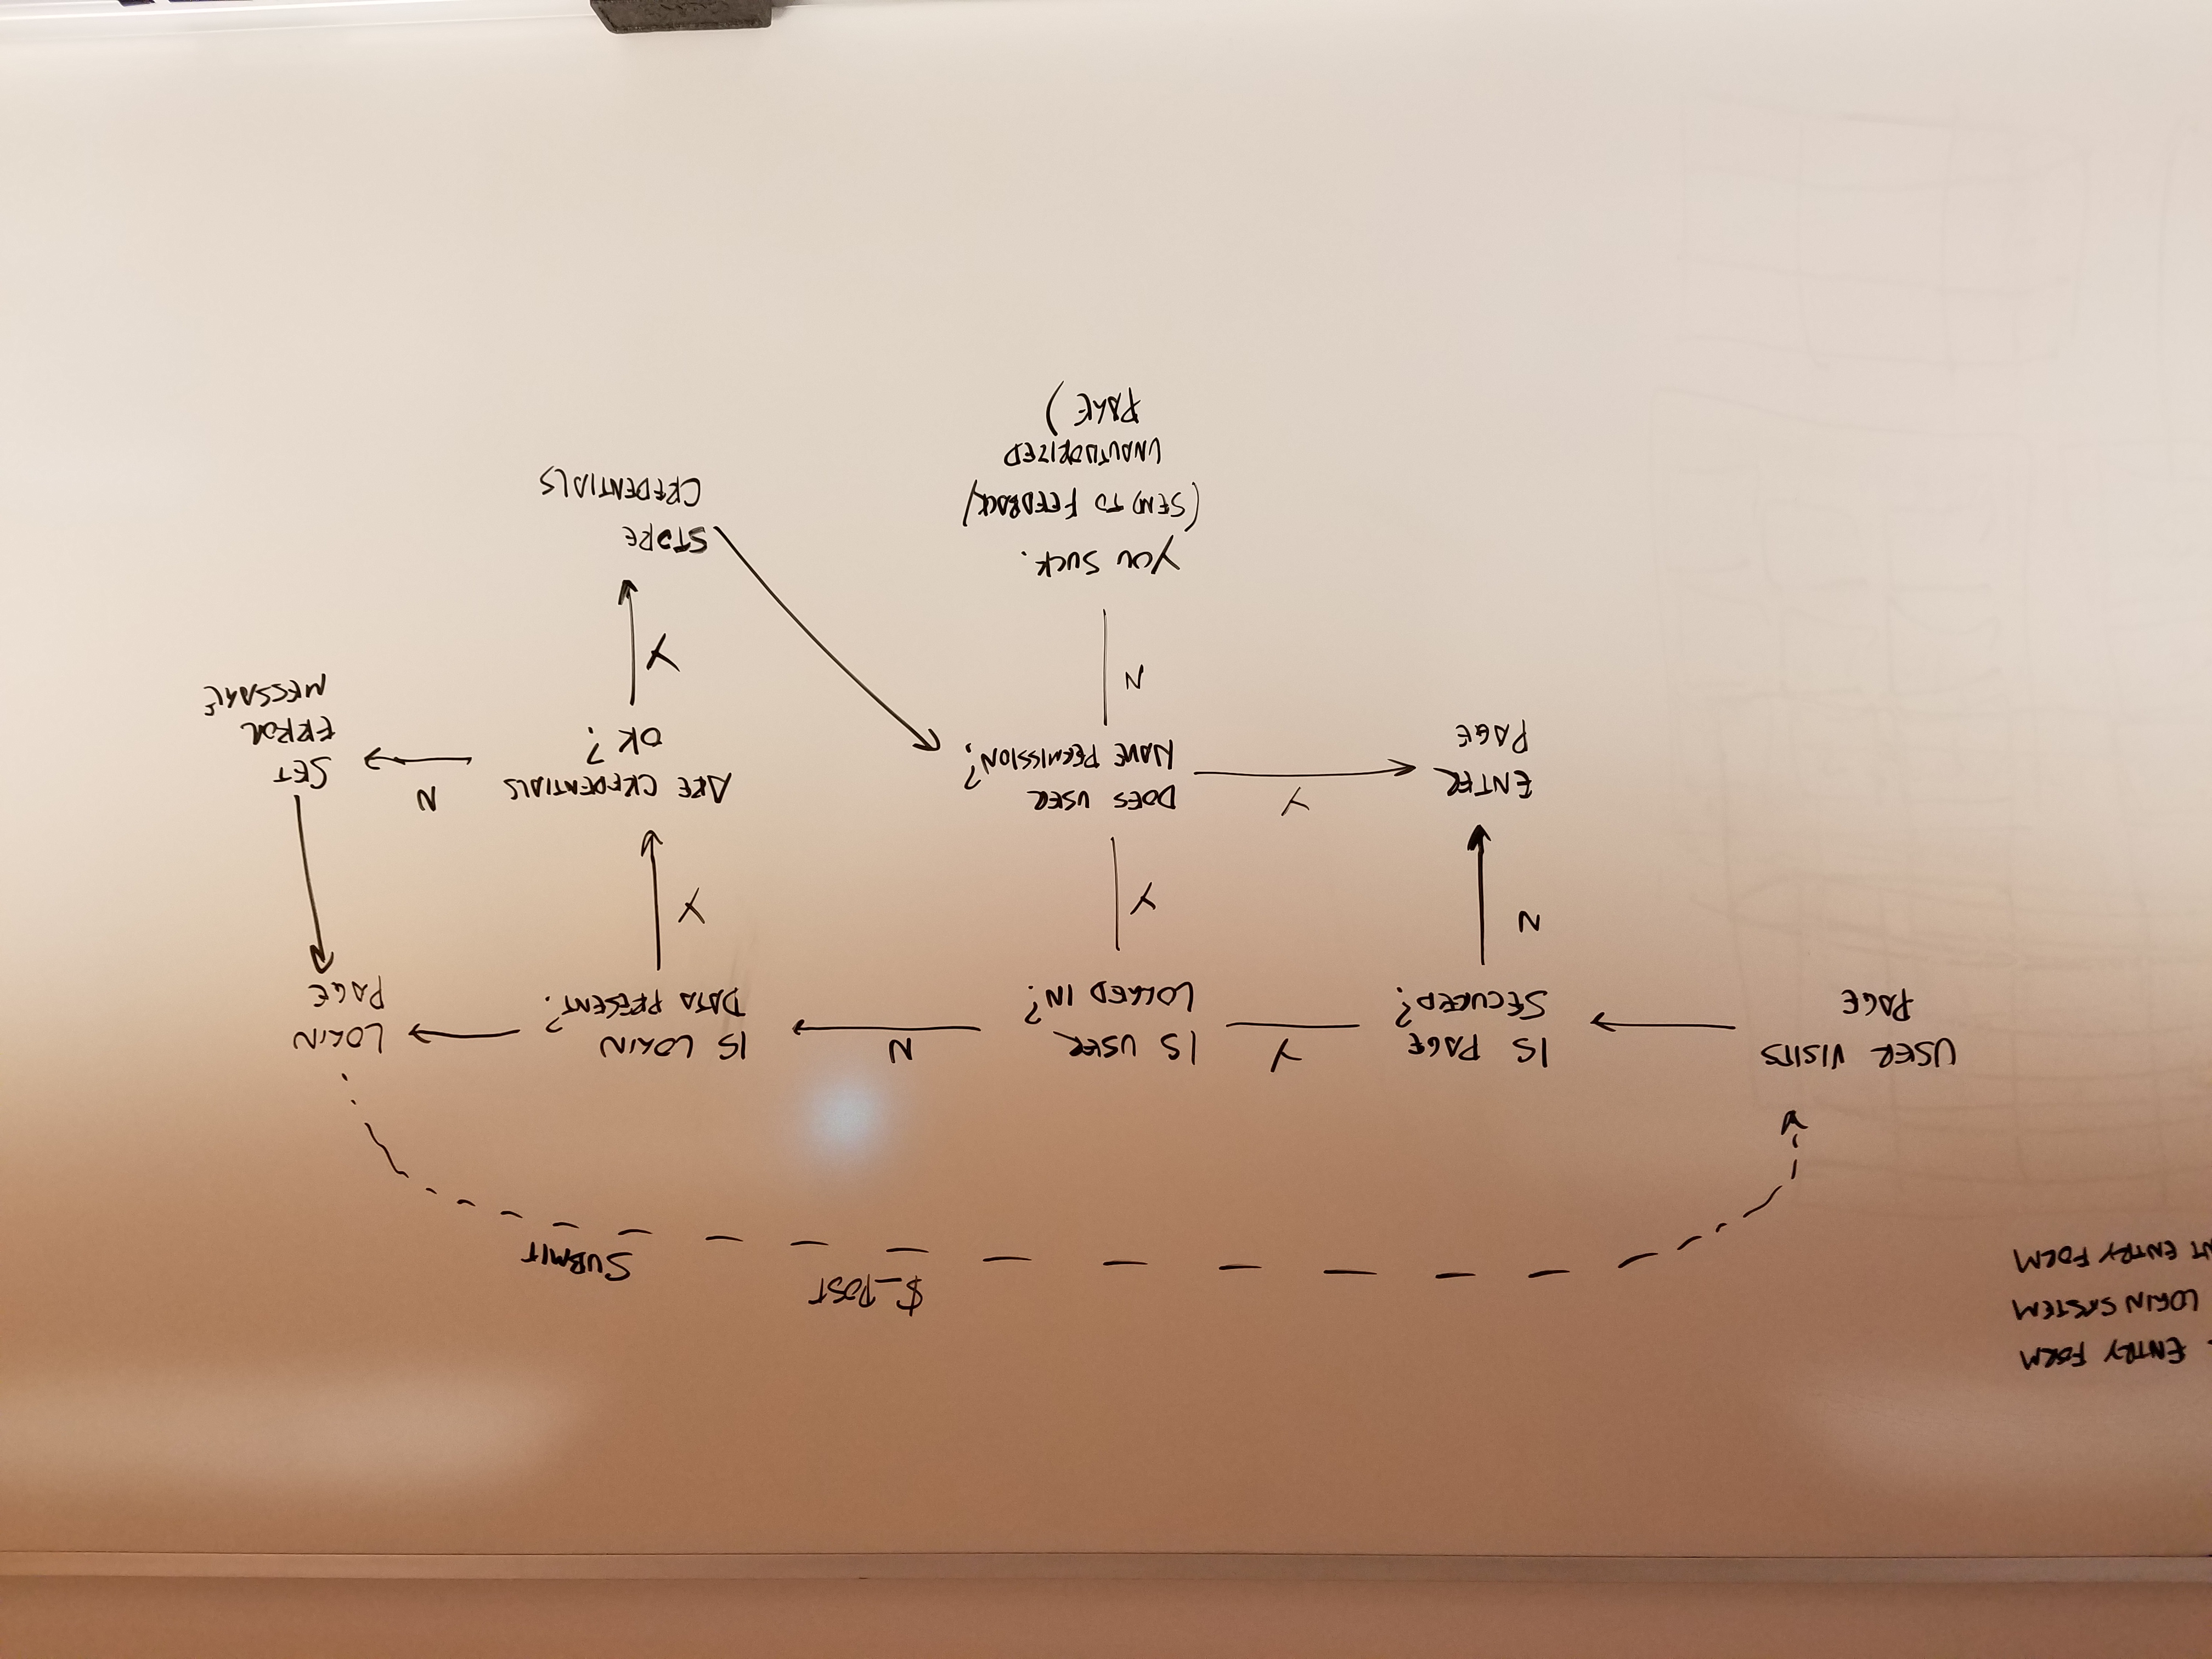 ENTRY FORM
LOGIN SYSTEM
ENTRY FORM
$_POST
SUBMIT
USER VISITS
PAGE
IS PAGE
SECURED?
Y
IS USER
LOGGED IN?
N
IS LOGIN
DATA PRESENT?
LOGIN
PAGE
N
Y
Y
ENTER
PAGE
Y
DOES USER
HAVE PERMISSION?
ARE CREDENTIALS
OK?
N
SET
ERROR
MESSAGE
N
Y
YOU SUCK.
(SEND TO FEEDBACK/
UNAUTHORIZED
PAGE)
STORE
CREDENTIALS